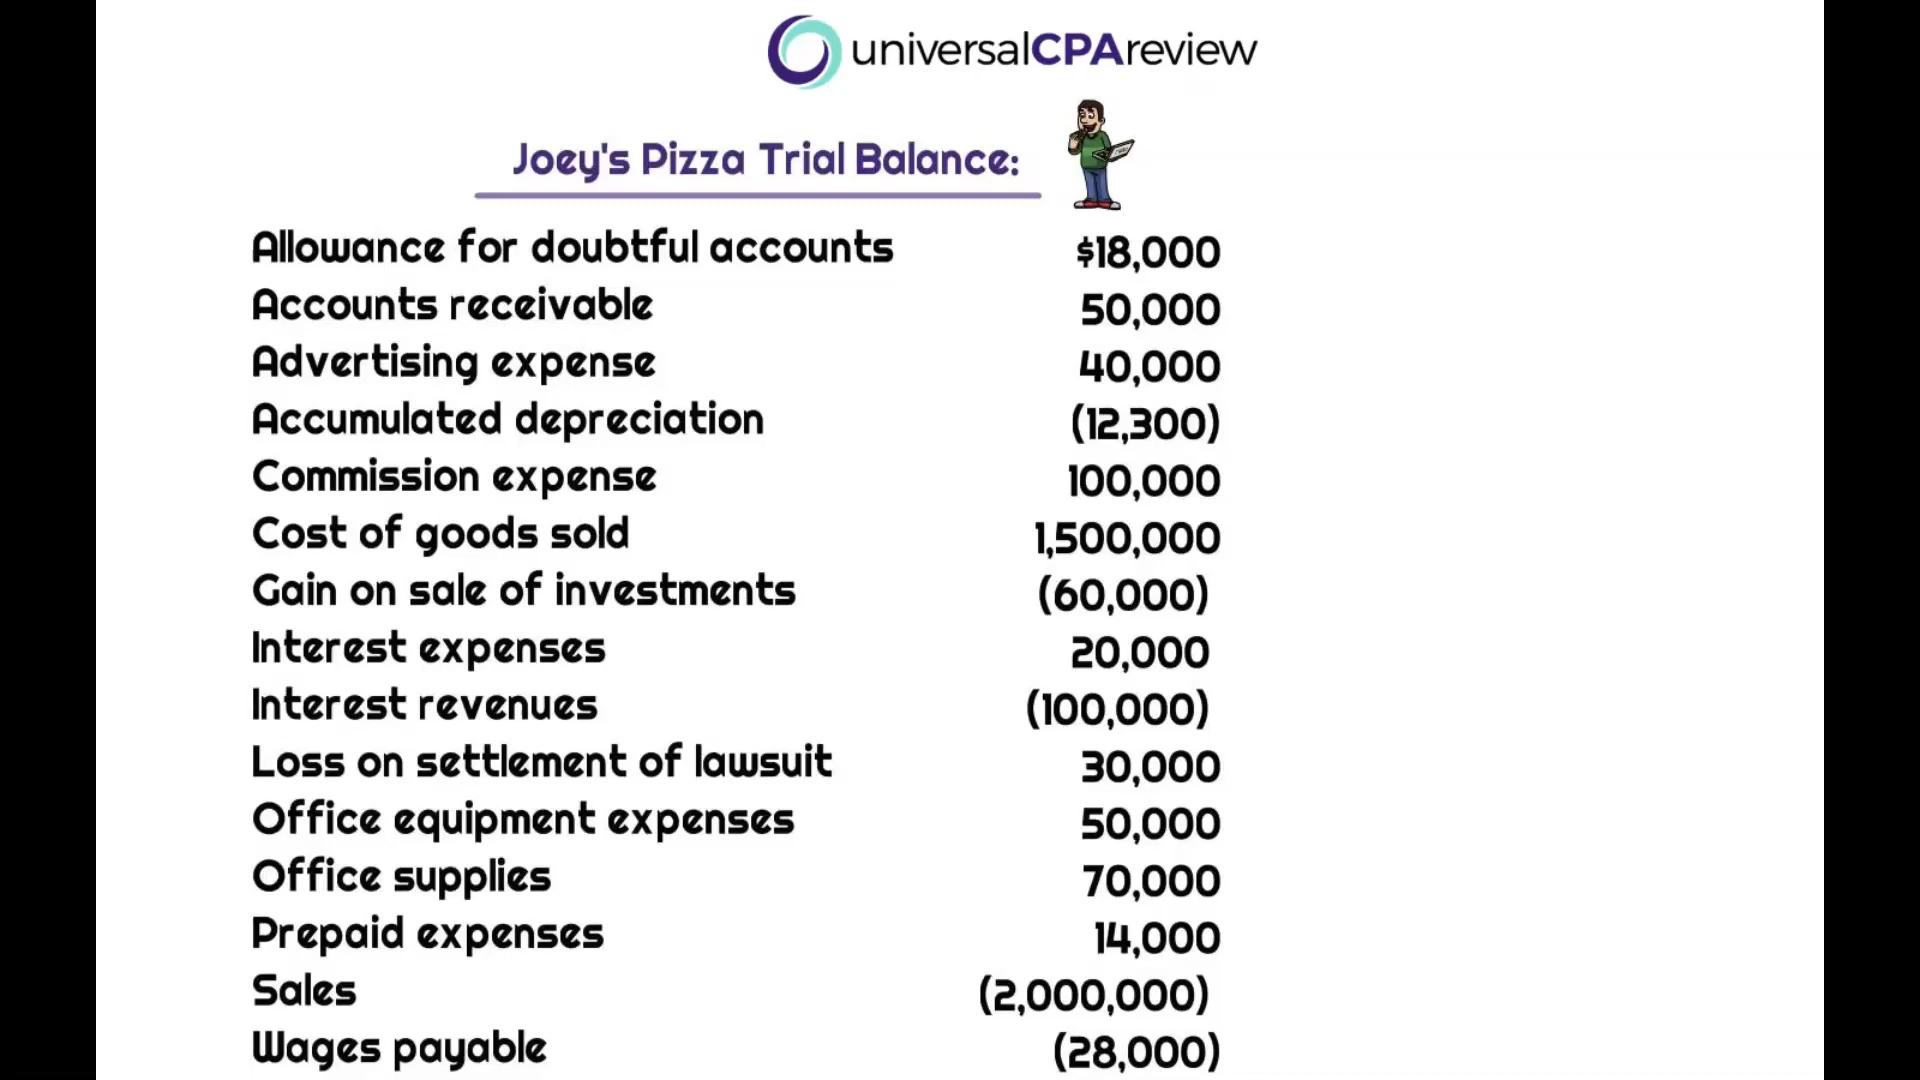 universalCPAreview
Joey's Pizza Trial Balance:
Allowance for doubtful accounts $18,000
Accounts receivable 50,000
Advertising expense 40,000
Accumulated depreciation (12,300)
Commission expense 100,000
Cost of goods sold 1,500,000
Gain on sale of investments (60,000)
Interest expenses 20,000
Interest revenues (100,000)
Loss on settlement of lawsuit 30,000
Office equipment expenses 50,000
Office supplies 70,000
Prepaid expenses 14,000
Sales (2,000,000)
Wages payable (28,000)